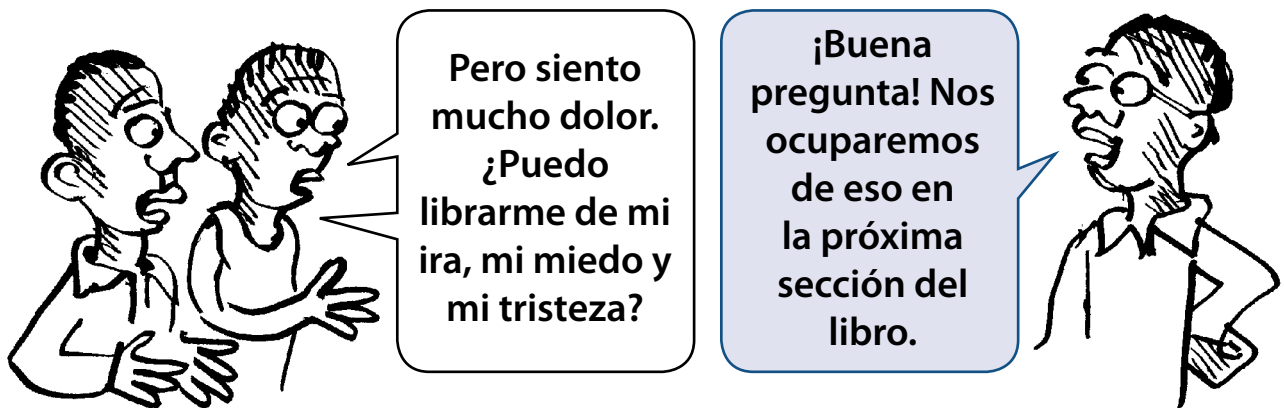 Pero siento
mucho dolor.
¿Puedo
librarme de mi
ira, mi miedo y
mi tristeza?
¡Buena
pregunta! Nos
ocuparemos
de eso en
la próxima
sección del
libro.